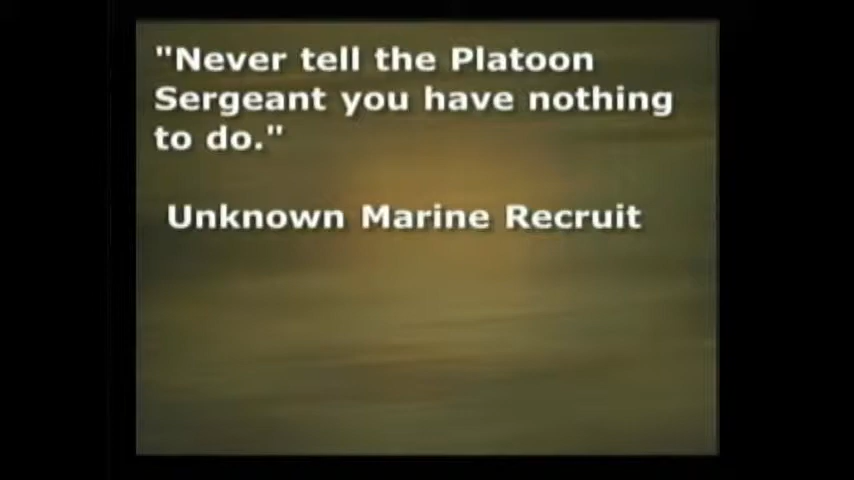 "Never tell the Platoon
Sergeant you have nothing
to do."
Unknown Marine Recruit